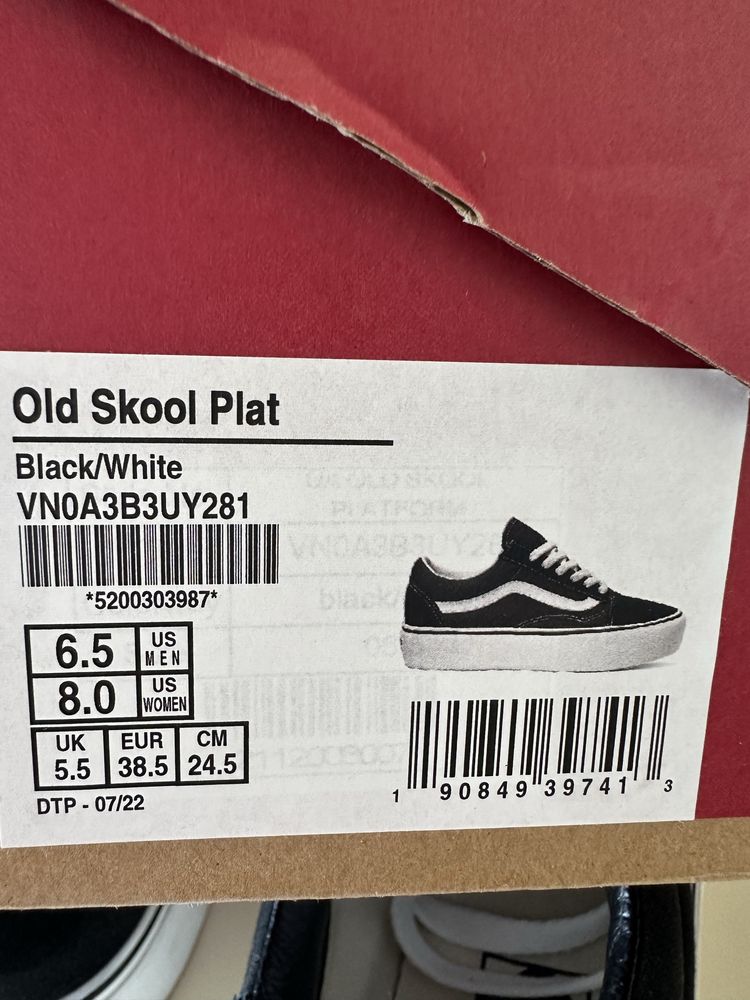 Old Skool Plat
Black/White
VN0A3B3UY281
*5200303987*
6.5 US MEN
8.0 US WOMEN
UK EUR CM
5.5 38.5 24.5
DTP - 07/22
1 90849 39741 3